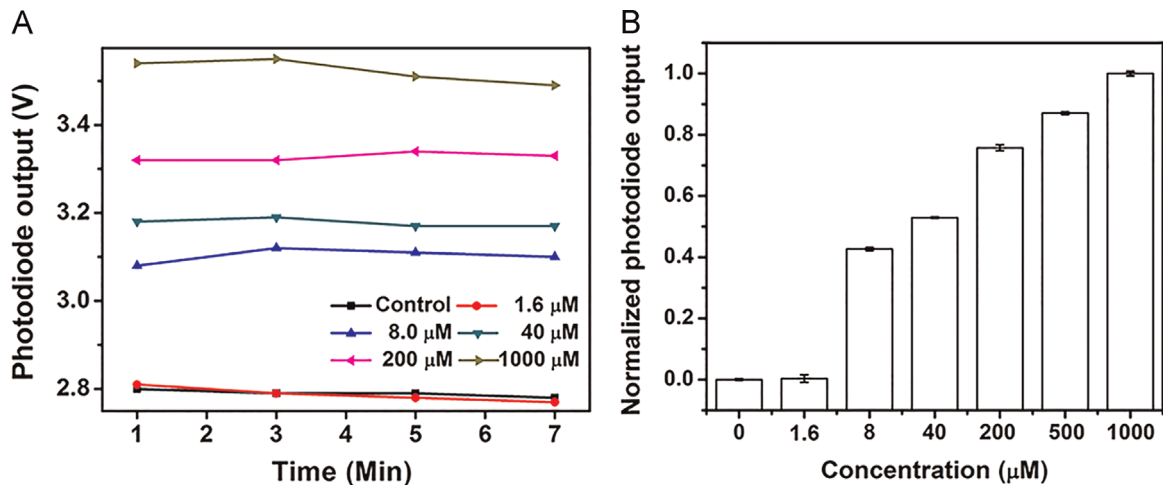 A
Photodiode output (V)
3.4
3.2
3.0
2.8
Control
1.6 μM
8.0 μM
40 μM
200 μM
1000 μM
1 2 3 4 5 6 7
Time (Min)
B
Normalized photodiode output
1.0
0.8
0.6
0.4
0.2
0.0
0 1.6 8 40 200 500 1000
Concentration (μM)